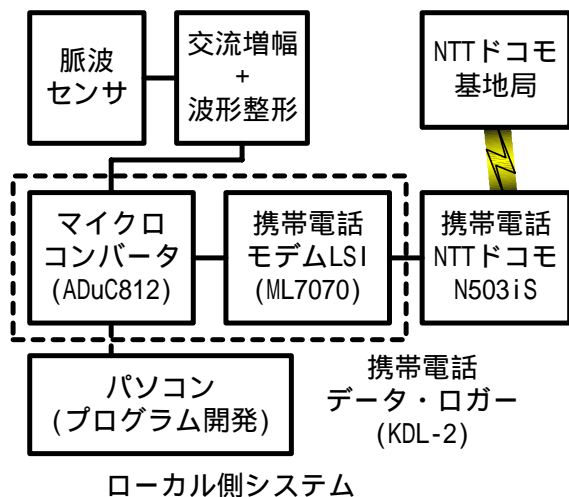 脈波
センサ
交流増幅
+
波形整形
NTTドコモ
基地局
マイクロ
コンバータ
(ADuC812)
携帯電話
モデムLSI
(ML7070)
携帯電話
NTTドコモ
N503iS
パソコン
(プログラム開発)
携帯電話
データ・ロガー
(KDL-2)
ローカル側システム